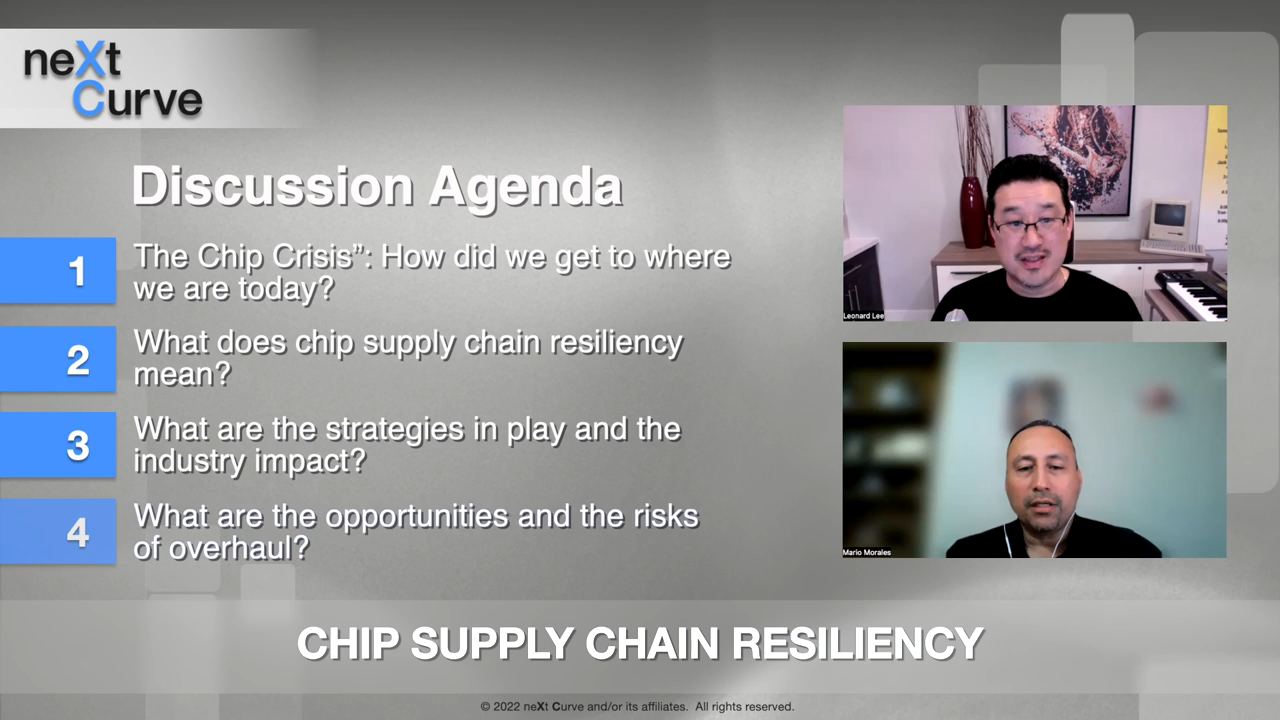 neXt
Curve
Discussion Agenda
1
The Chip Crisis”: How did we get to where
we are today?
2
What does chip supply chain resiliency
mean?
3
What are the strategies in play and the
industry impact?
4
What are the opportunities and the risks
of overhaul?
Leonard Lee
Mario Morales
CHIP SUPPLY CHAIN RESILIENCY
© 2022 neXt Curve and/or its affiliates. All rights reserved.